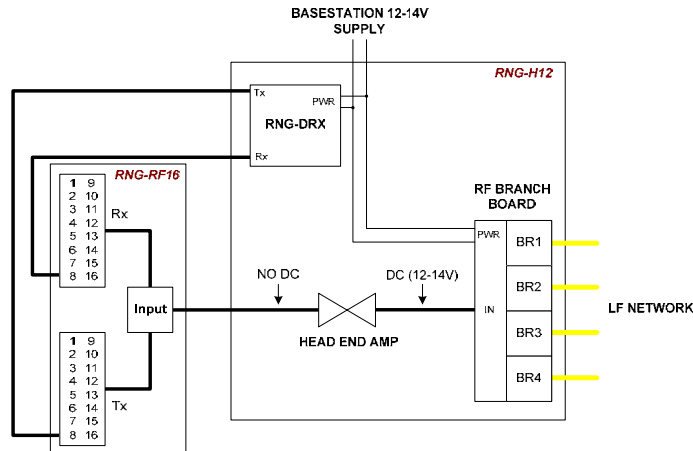 BASESTATION 12-14V
SUPPLY
RNG-H12
Tx
PWR
RNG-DRX
Rx
RNG-RF16
1 9
2 10
3 11
4 12
5 13
6 14
7 15
8 16
Rx
RF BRANCH
BOARD
PWR
BR1
BR2
BR3
BR4
IN
NO DC
DC (12-14V)
Input
HEAD END AMP
LF NETWORK
1 9
2 10
3 11
4 12
5 13
6 14
7 15
8 16
Tx